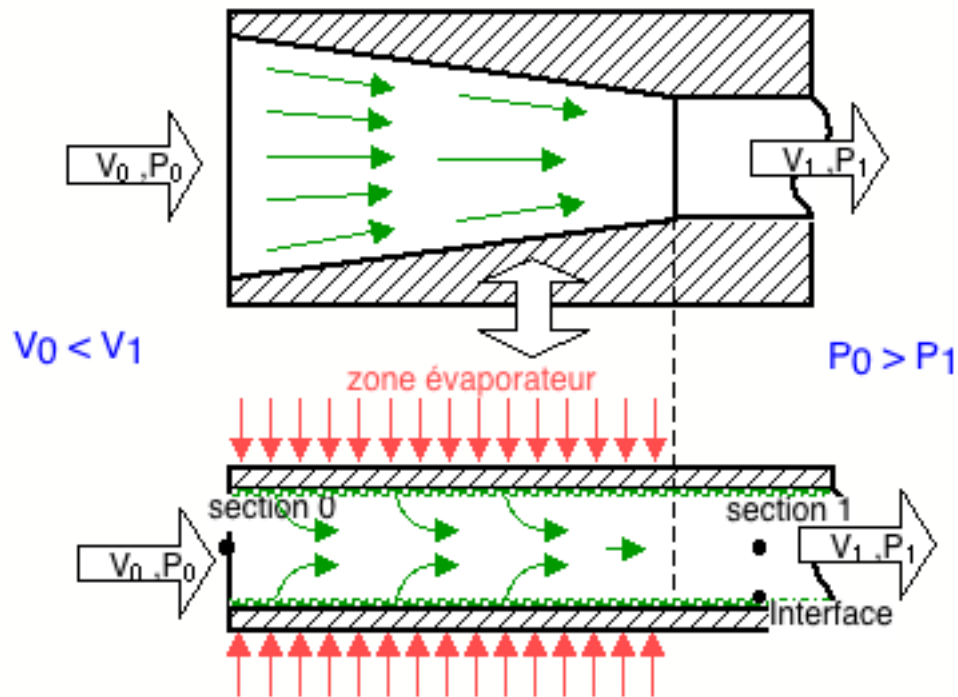 V0 ,P0
V1 ,P1
V0 < V1
P0 > P1
zone évaporateur
section 0
section 1
V0 ,P0
V1 ,P1
Interface